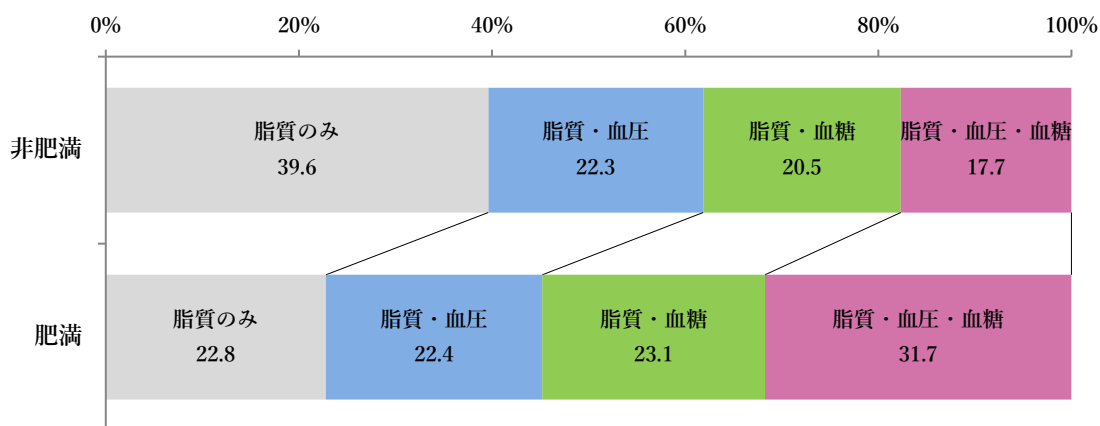 0% 20% 40% 60% 80% 100%
非肥満
脂質のみ 脂質・血圧 脂質・血糖 脂質・血圧・血糖
39.6 22.3 20.5 17.7
肥満
脂質のみ 脂質・血圧 脂質・血糖 脂質・血圧・血糖
22.8 22.4 23.1 31.7